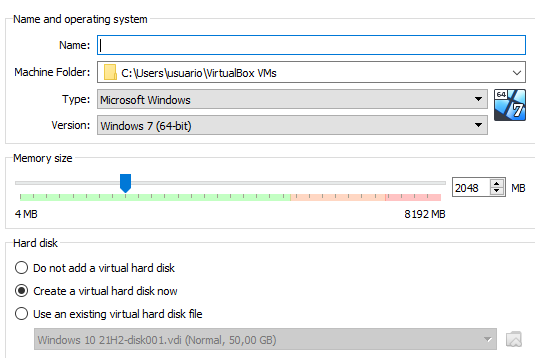 Name and operating system
Name:
Machine Folder: C:\Users\usuario\VirtualBox VMs
Type: Microsoft Windows 64
Version: Windows 7 (64-bit) 7
Memory size
2048 MB
4 MB 8192 MB
Hard disk
Do not add a virtual hard disk
Create a virtual hard disk now
Use an existing virtual hard disk file
Windows 10 21H2-disk001.vdi (Normal, 50,00 GB)